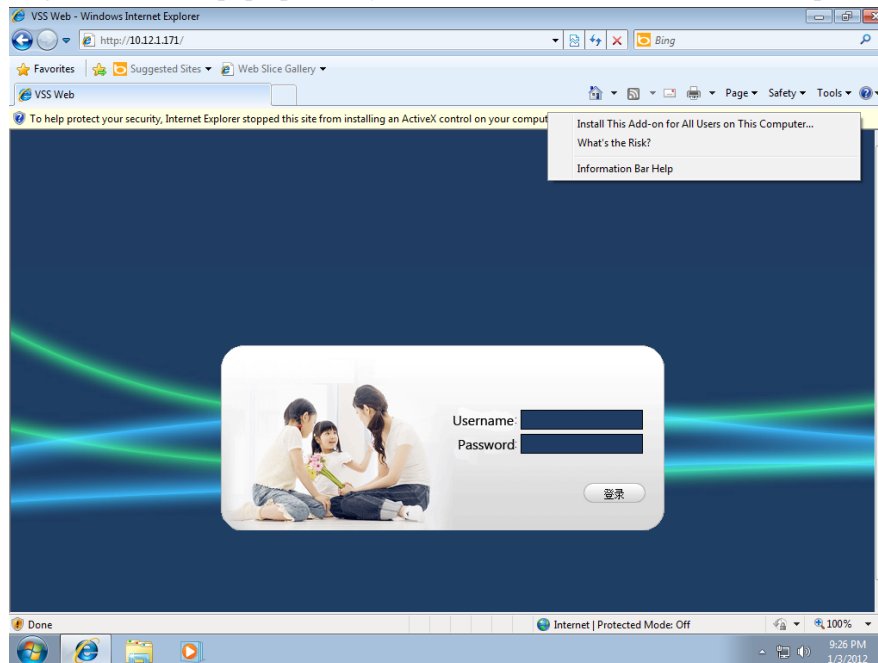 VSS Web - Windows Internet Explorer
http://10.12.1.171/
Bing
Favorites Suggested Sites Web Slice Gallery
VSS Web
Page Safety Tools
To help protect your security, Internet Explorer stopped this site from installing an ActiveX control on your
Install This Add-on for All Users on This Computer...
What's the Risk?
Information Bar Help
Username:
Password:
登录
Done
Internet | Protected Mode: Off
100%
9:26 PM
1/3/2012